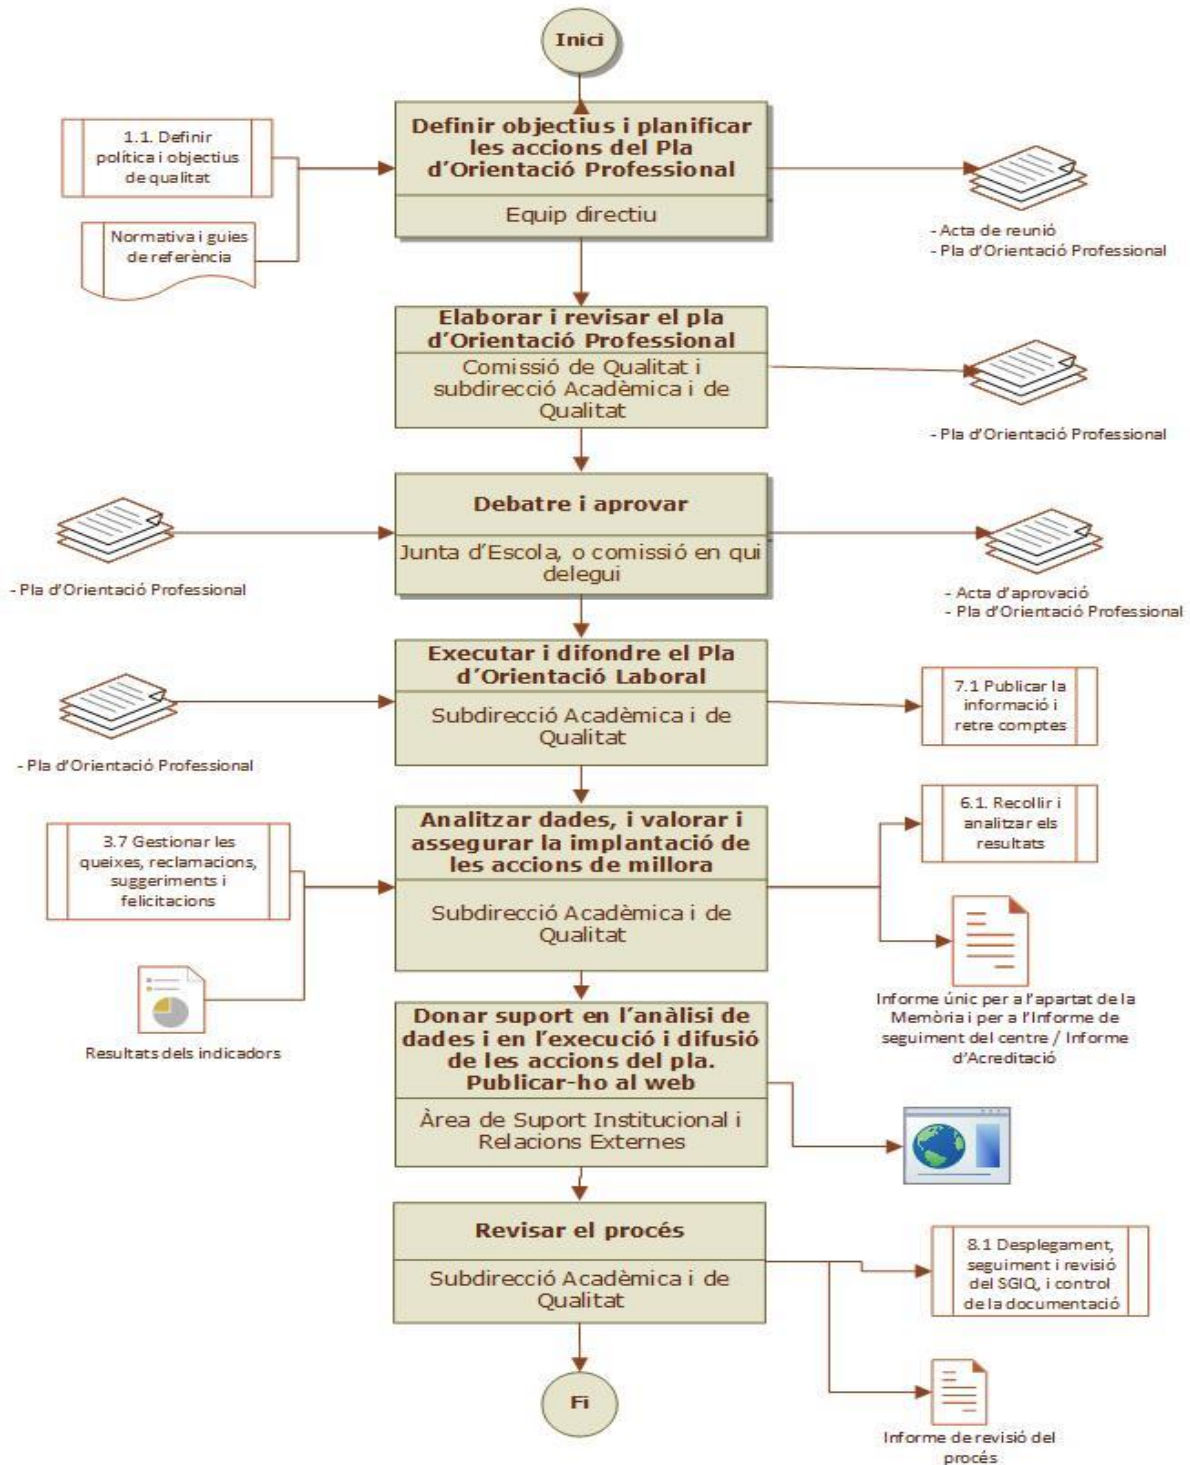 Inici
Definir objectius i planificar
les accions del Pla
d'Orientació Professional
Equip directiu
1.1. Definir
política i objectius
de qualitat
Normativa i guies
de referència
- Acta de reunió
- Pla d'Orientació Professional
Elaborar i revisar el pla
d'Orientació Professional
Comissió de Qualitat i
subdirecció Acadèmica i de
Qualitat
- Pla d'Orientació Professional
Debatre i aprovar
Junta d'Escola, o comissió en qui
delegui
- Pla d'Orientació Professional
- Acta d'aprovació
- Pla d'Orientació Professional
Executar i difondre el Pla
d'Orientació Laboral
Subdirecció Acadèmica i de
Qualitat
- Pla d'Orientació Professional
7.1 Publicar la
informació i
retre comptes
Analitzar dades, i valorar i
assegurar la implantació de
les accions de millora
Subdirecció Acadèmica i de
Qualitat
3.7 Gestionar les
queixes, reclamacions,
suggeriments i
felicitacions
Resultats dels indicadors
6.1. Recollir i
analitzar els
resultats
Informe únic per a l'apartat de la
Memòria i per a l'Informe de
seguiment del centre / Informe
d'Acreditació
Donar suport en l'anàlisi de
dades i en l'execució i difusió
de les accions del pla.
Publicar-ho al web
Àrea de Suport Institucional i
Relacions Externes
Revisar el procés
Subdirecció Acadèmica i de
Qualitat
8.1 Desplegament,
seguiment i revisió
del SGIQ, i control
de la documentació
Informe de revisió del
procés
Fi